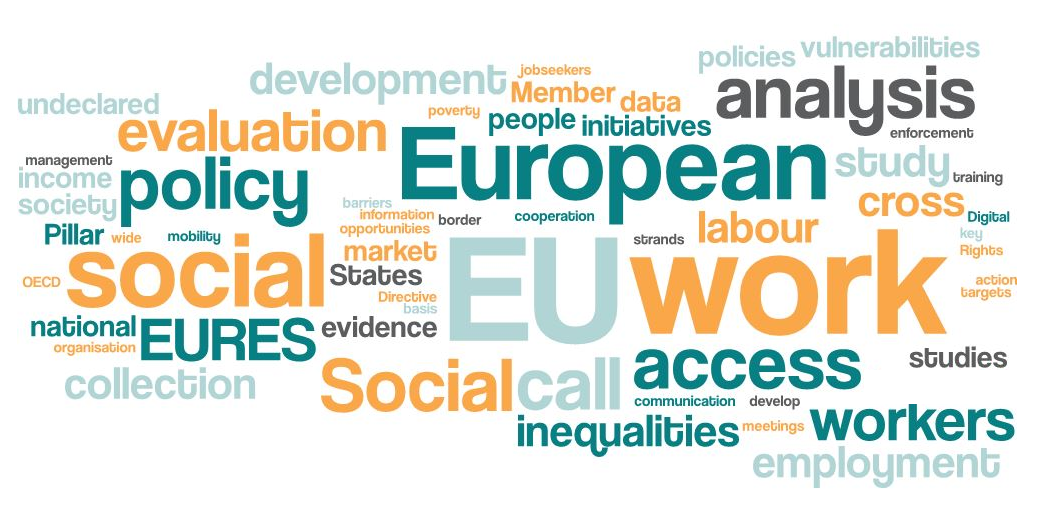 vulnerabilities
policies
development
jobseekers
analysis
undeclared
Member
data
poverty
people
initiatives
evaluation
enforcement
European
management
study
income
policy
training
society
barriers
cross
information
border
cooperation
Digital
opportunities
labour
Pillar
wide
mobility
key
strands
market
EU
work
Rights
social
States
OECD
action
targets
Directive
basis
national
EURES
evidence
organisation
access
studies
collection
Social
call
communication
develop
workers
inequalities
meetings
employment